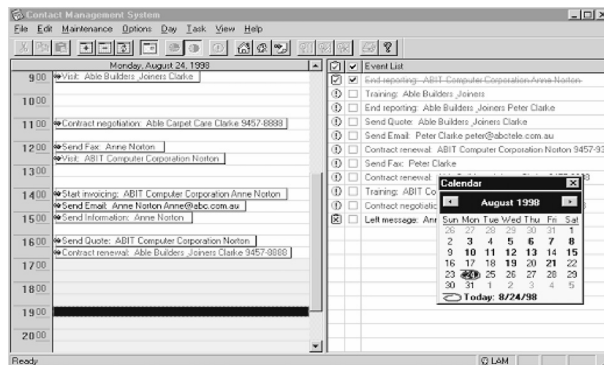 Contact Management System
File Edit Maintenance Options Day Task View Help
Monday, August 24, 1998
9 00 Visit: Able Builders ,Joiners Clarke
10 00
11 00 Contract negotiation: Able Carpet Care Clarke 9457-8888
12 00 Send Fax: Anne Norton
Visit: ABIT Computer Corporation Norton
13 00
14 00 Start invoicing: ABIT Computer Corporation Anne Norton
Send Email: Anne Norton Anne@abc.com.au
15 00 Send Information: Anne Norton
16 00 Send Quote: ABIT Computer Corporation Norton
Contract renewal: Able Builders ,Joiners Clarke 9457-8888
17 00
18 00
19 00
20 00
Event List
End reporting: ABIT Computer Corporation Anne Norton
Training: Able Builders ,Joiners
End reporting: Able Builders ,Joiners Peter Clarke
Send Quote: Able Builders ,Joiners Clarke
Send Email: Peter Clarke peter@abctele.com.au
Contract renewal: ABIT Computer Corporation Norton 9457-93
Send Fax: Peter Clarke
Contract renewal:
Training: ABIT Co
Contract negotiatic
Left message: Ann
Calendar
August 1998
Sun Mon Tue Wed Thu Fri Sat
26 27 28 29 30 31 1
2 3 4 5 6 7 8
9 10 11 12 13 14 15
16 17 18 19 20 21 22
23 24 25 26 27 28 29
30 31 1 2 3 4 5
Today: 8/24/98
Ready
LAM